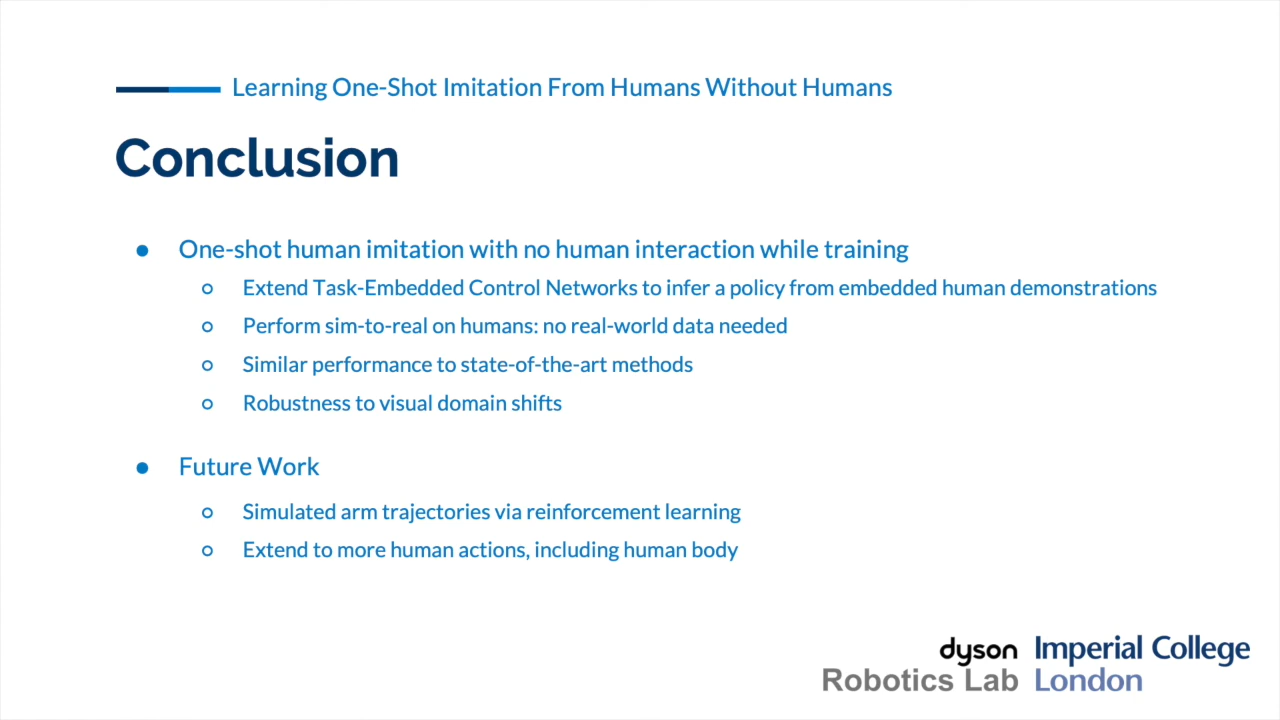 Learning One-Shot Imitation From Humans Without Humans
Conclusion
● One-shot human imitation with no human interaction while training
○ Extend Task-Embedded Control Networks to infer a policy from embedded human demonstrations
○ Perform sim-to-real on humans: no real-world data needed
○ Similar performance to state-of-the-art methods
○ Robustness to visual domain shifts
● Future Work
○ Simulated arm trajectories via reinforcement learning
○ Extend to more human actions, including human body
dyson Imperial College
Robotics Lab London